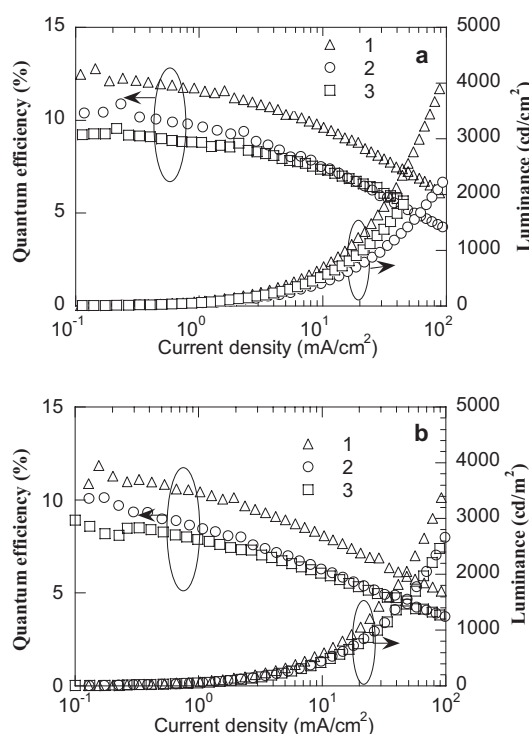 a
1
2
3
Quantum efficiency (%)
15
10
5
0
5000
4000
3000
2000
1000
0
Luminance (cd/cm²)
10⁻¹ 10⁰ 10¹ 10²
Current density (mA/cm²)
b
1
2
3
Quantum efficiency (%)
15
10
5
0
5000
4000
3000
2000
1000
0
Luminance (cd/m²)
10⁻¹ 10⁰ 10¹ 10²
Current density (mA/cm²)